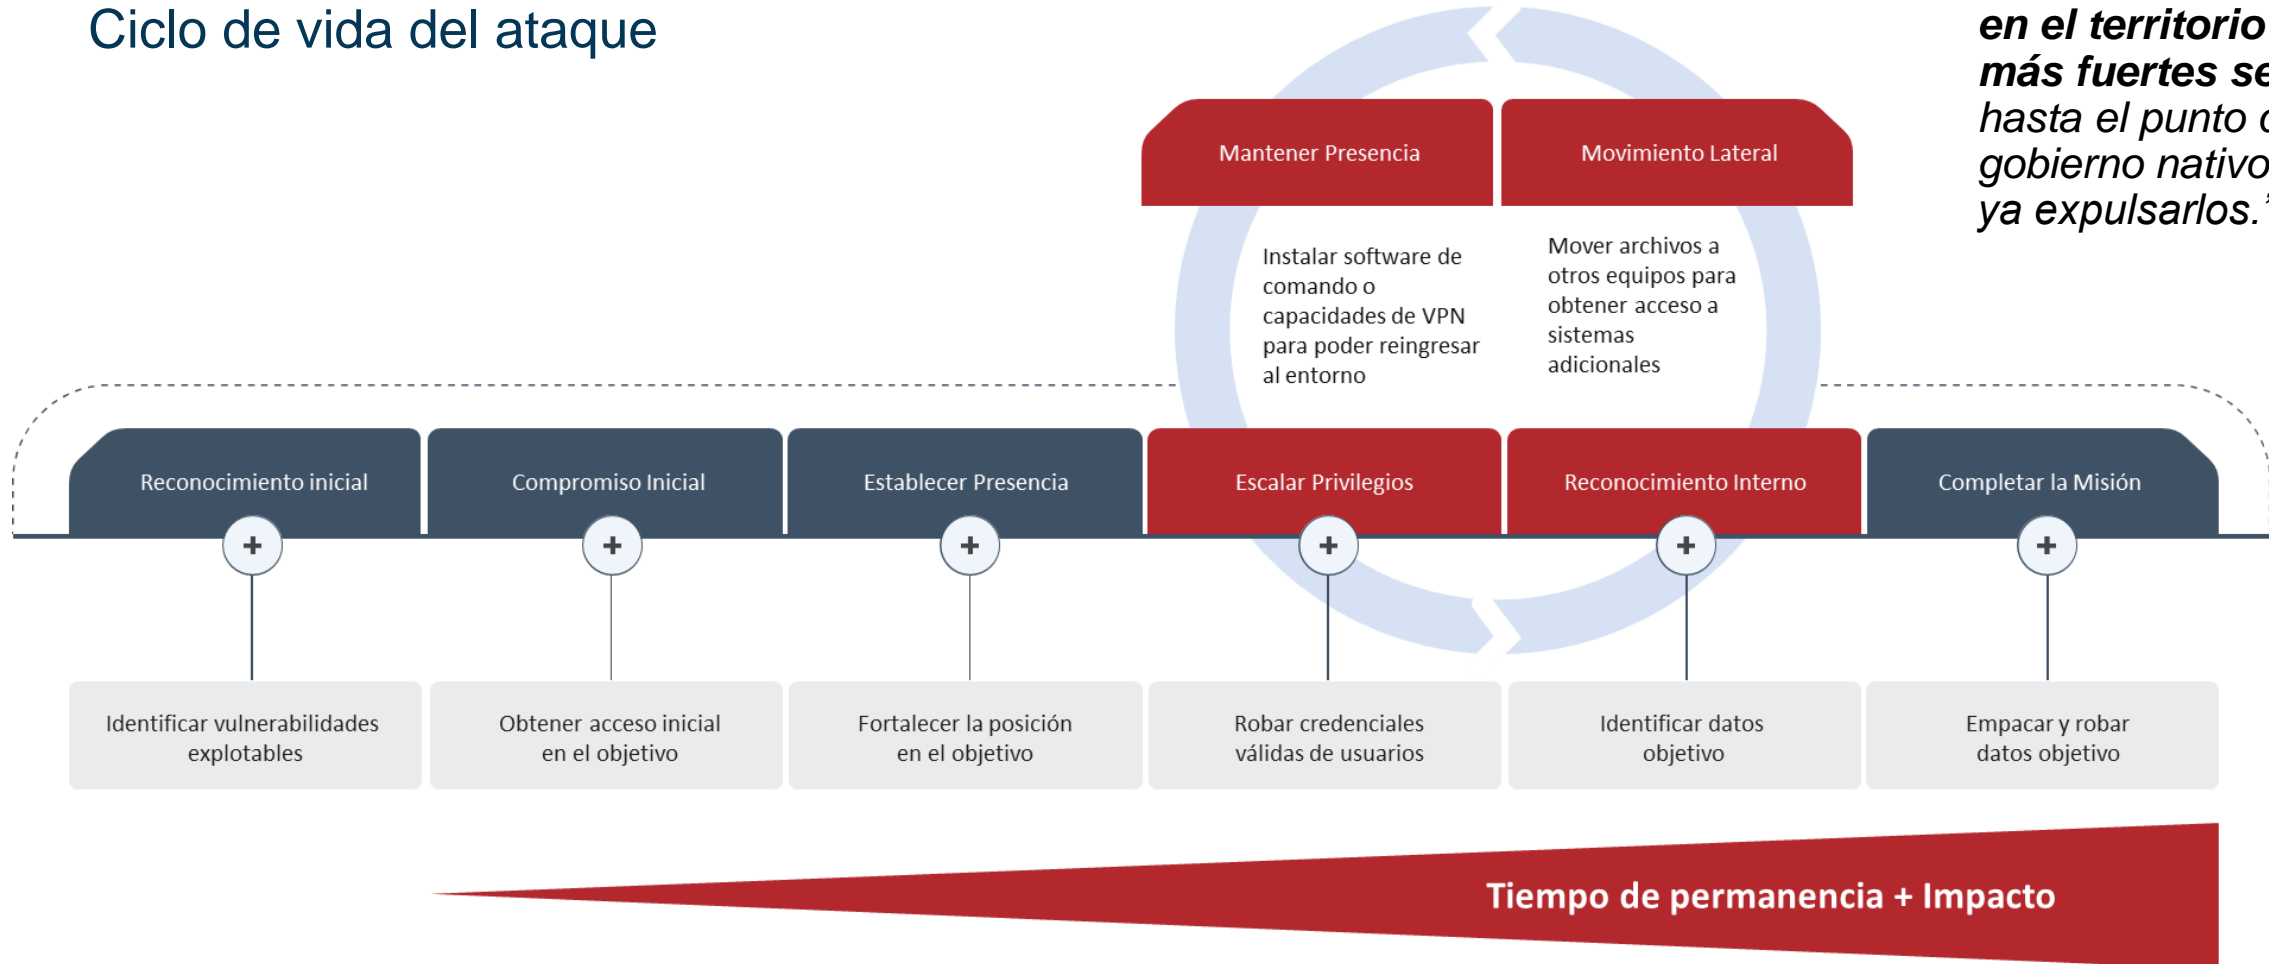 Ciclo de vida del ataque
en el territorio
más fuertes se
hasta el punto
gobierno nativo
ya expulsarlos.”
Mantener Presencia
Movimiento Lateral
Instalar software de
comando o
capacidades de VPN
para poder reingresar
al entorno
Mover archivos a
otros equipos para
obtener acceso a
sistemas
adicionales
Reconocimiento inicial
Compromiso Inicial
Establecer Presencia
Escalar Privilegios
Reconocimiento Interno
Completar la Misión
+
+
+
+
+
+
Identificar vulnerabilidades
explotables
Obtener acceso inicial
en el objetivo
Fortalecer la posición
en el objetivo
Robar credenciales
válidas de usuarios
Identificar datos
objetivo
Empacar y robar
datos objetivo
Tiempo de permanencia + Impacto